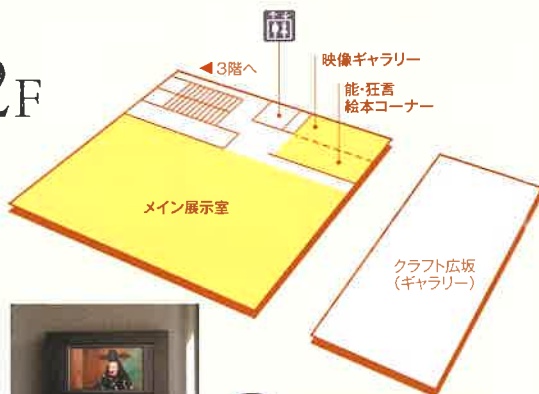 2F
◀3階へ
映像ギャラリー
能・狂言
絵本コーナー
メイン展示室
クラフト広坂
(ギャラリー)